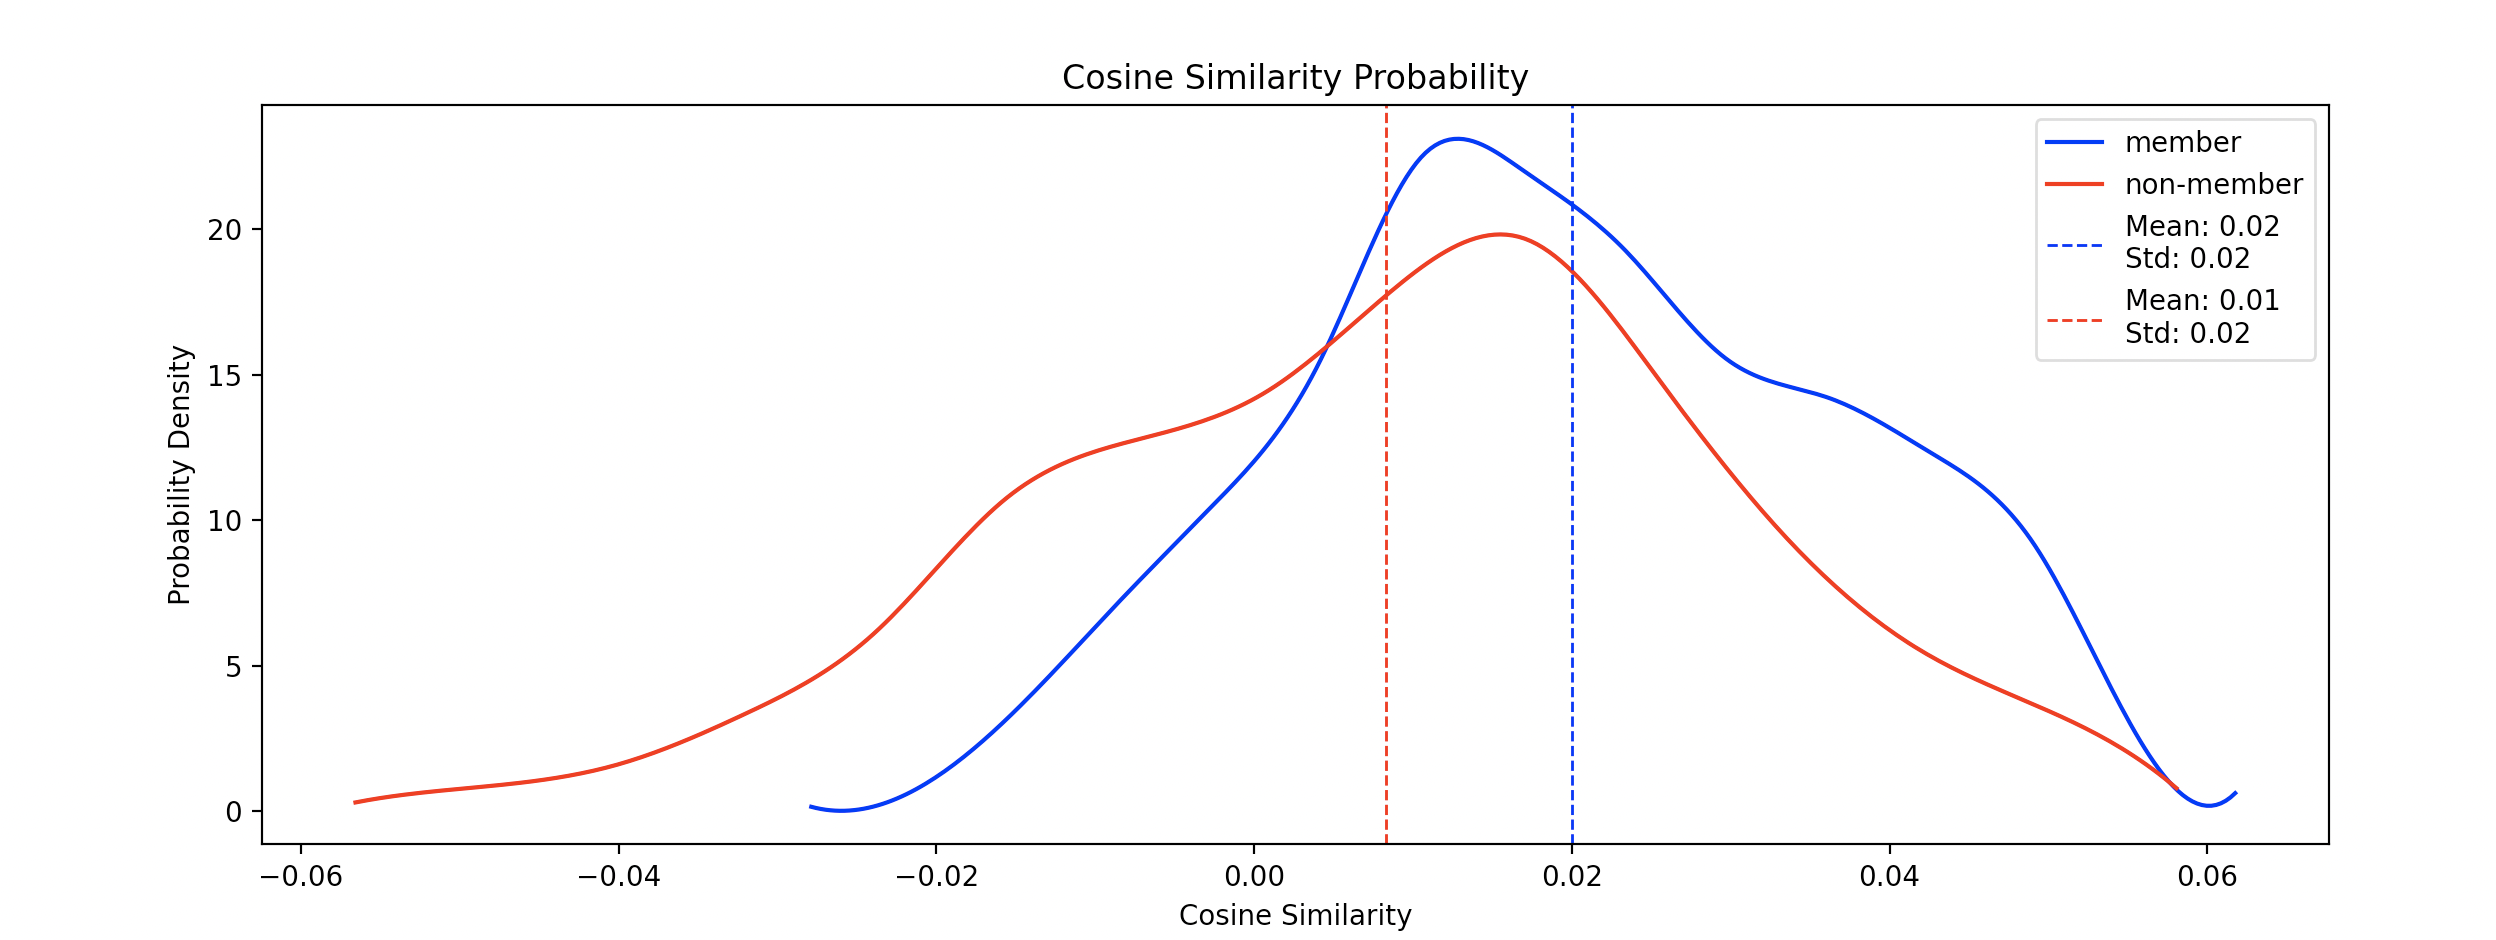 Cosine Similarity Probability
member
non-member
Mean: 0.02
Std: 0.02
Mean: 0.01
Std: 0.02
Probability Density
20
15
10
5
0
−0.06
−0.04
−0.02
0.00
0.02
0.04
0.06
Cosine Similarity